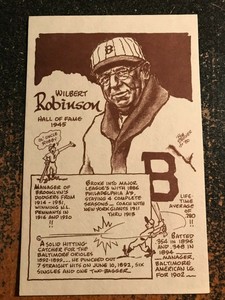 WILBERT
Robinson
HALL OF FAME
1945
B
MANAGER OF
BROOKLYN'S
DODGERS FROM
1914 - 1931,
WINNING N.L.
PENNANTS IN
1916 AND 1920
!!
BROKE INTO MAJOR
LEAGUE'S WITH 1886
PHILADELPHIA A'S,
STAYING 4 COMPLETE
SEASONS ... COACH WITH
NEW YORK GIANTS 1911
THRU 1913
LIFE-
TIME
AVERAGE
OF
.280
!!
A SOLID HITTING-
CATCHER FOR THE
BALTIMORE ORIOLES
1890-1899 ... HE PUNCHED OUT
7 STRAIGHT HITS ON JUNE 10, 1892, SIX
SINGLES AND ONE TWO-BAGGER...
BATTED
.354 IN 1896
AND .348 IN
1894 ...
MANAGER,
BALTIMORE
AMERICAN LG.
FOR 1902 ...